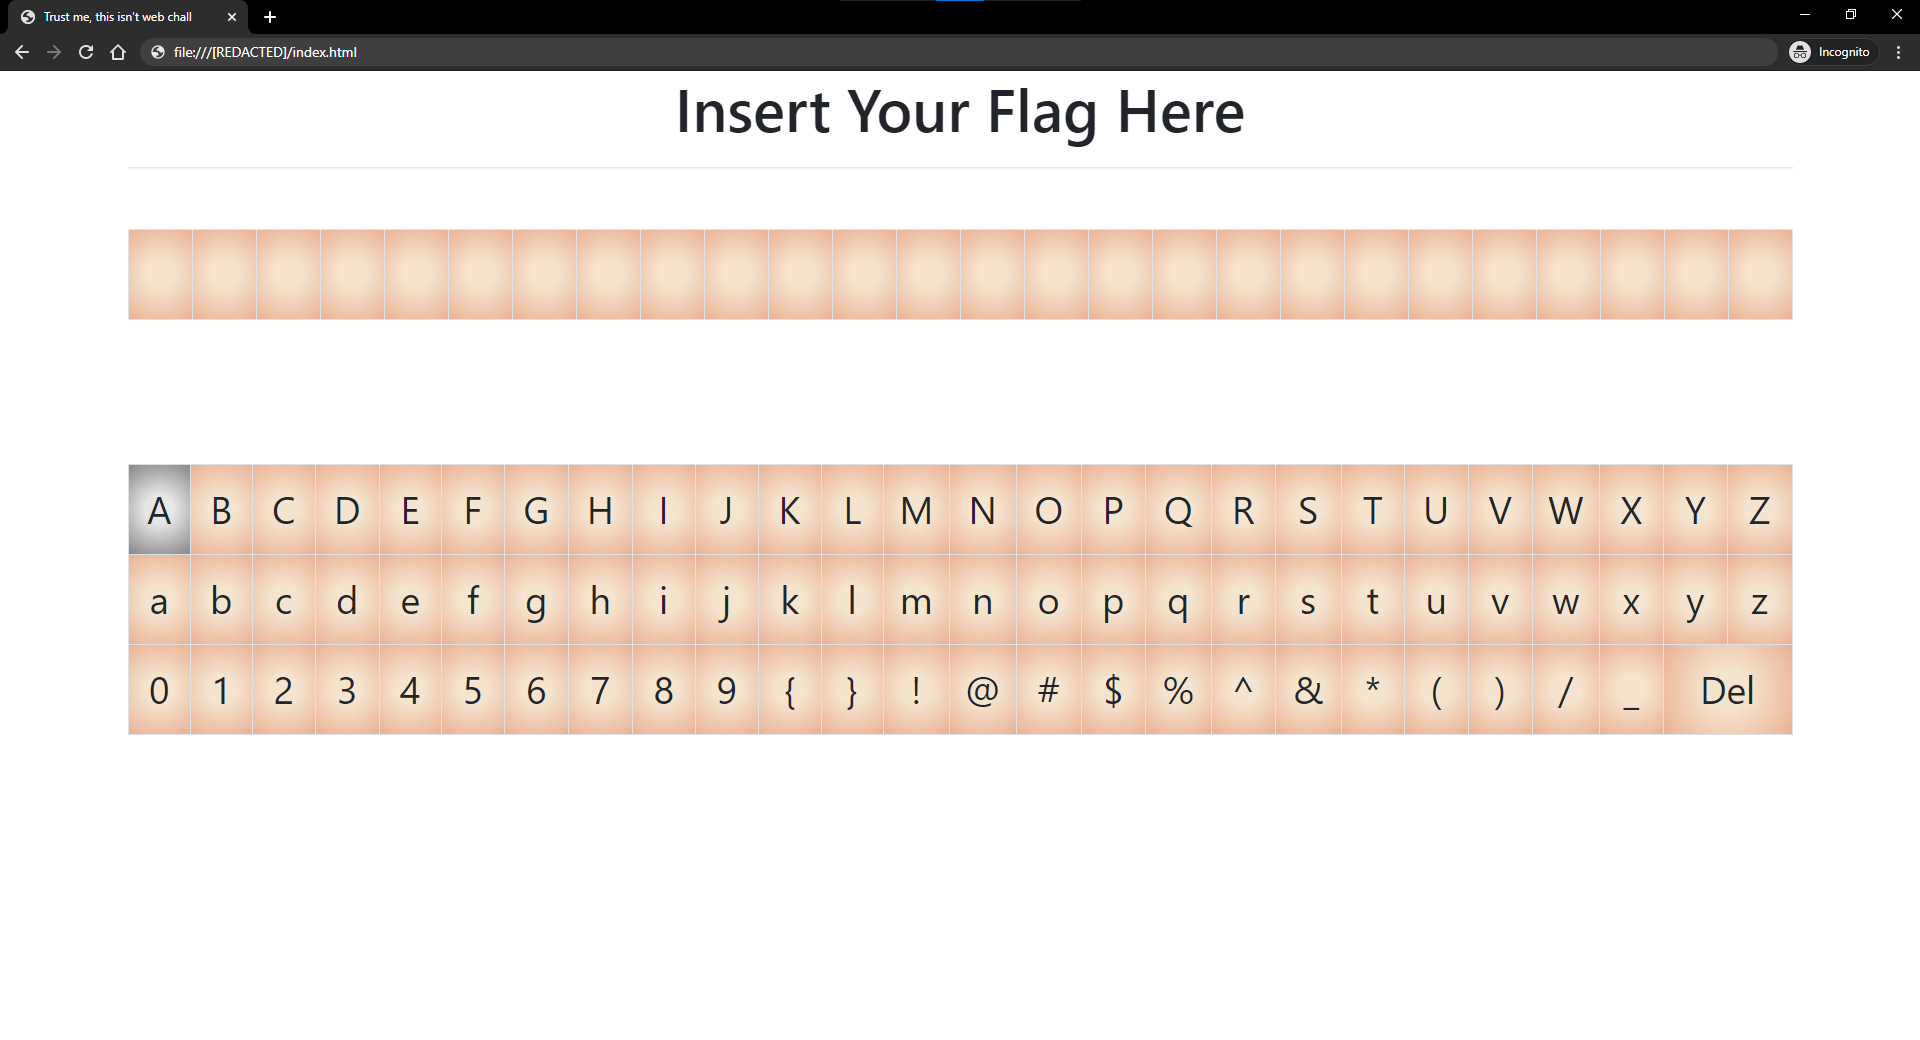 Trust me, this isn't web chall
file:///[REDACTED]/index.html
Incognito
Insert Your Flag Here
A B C D E F G H I J K L M N O P Q R S T U V W X Y Z
a b c d e f g h i j k l m n o p q r s t u v w x y z
0 1 2 3 4 5 6 7 8 9 { } ! @ # $ % ^ & * ( ) / _ Del